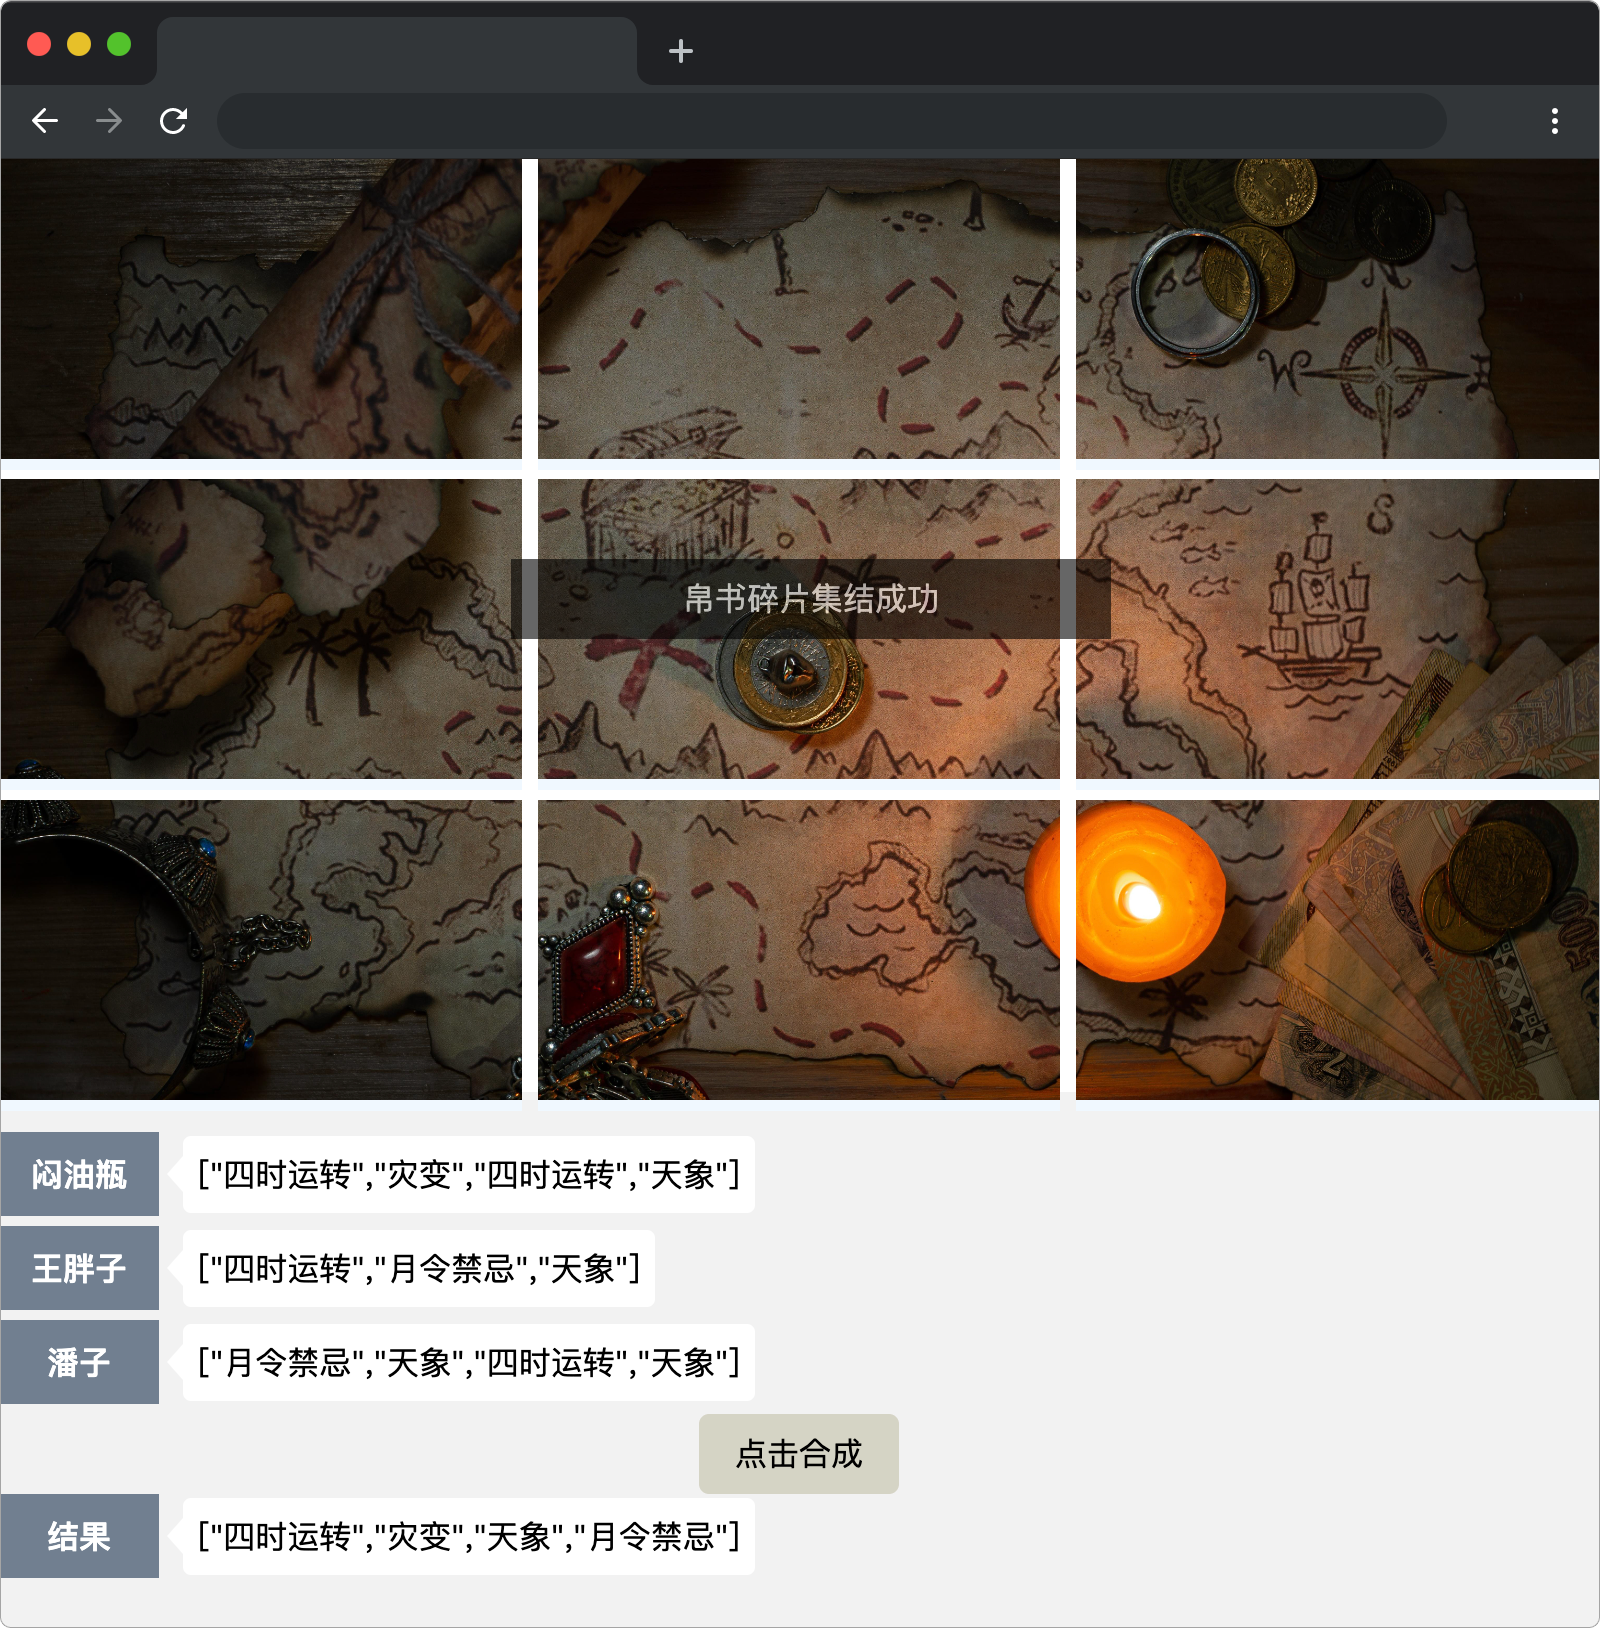 W
S
帛书碎片集结成功
闷油瓶
["四时运转","灾变","四时运转","天象"]
王胖子
["四时运转","月令禁忌","天象"]
潘子
["月令禁忌","天象","四时运转","天象"]
点击合成
结果
["四时运转","灾变","天象","月令禁忌"]